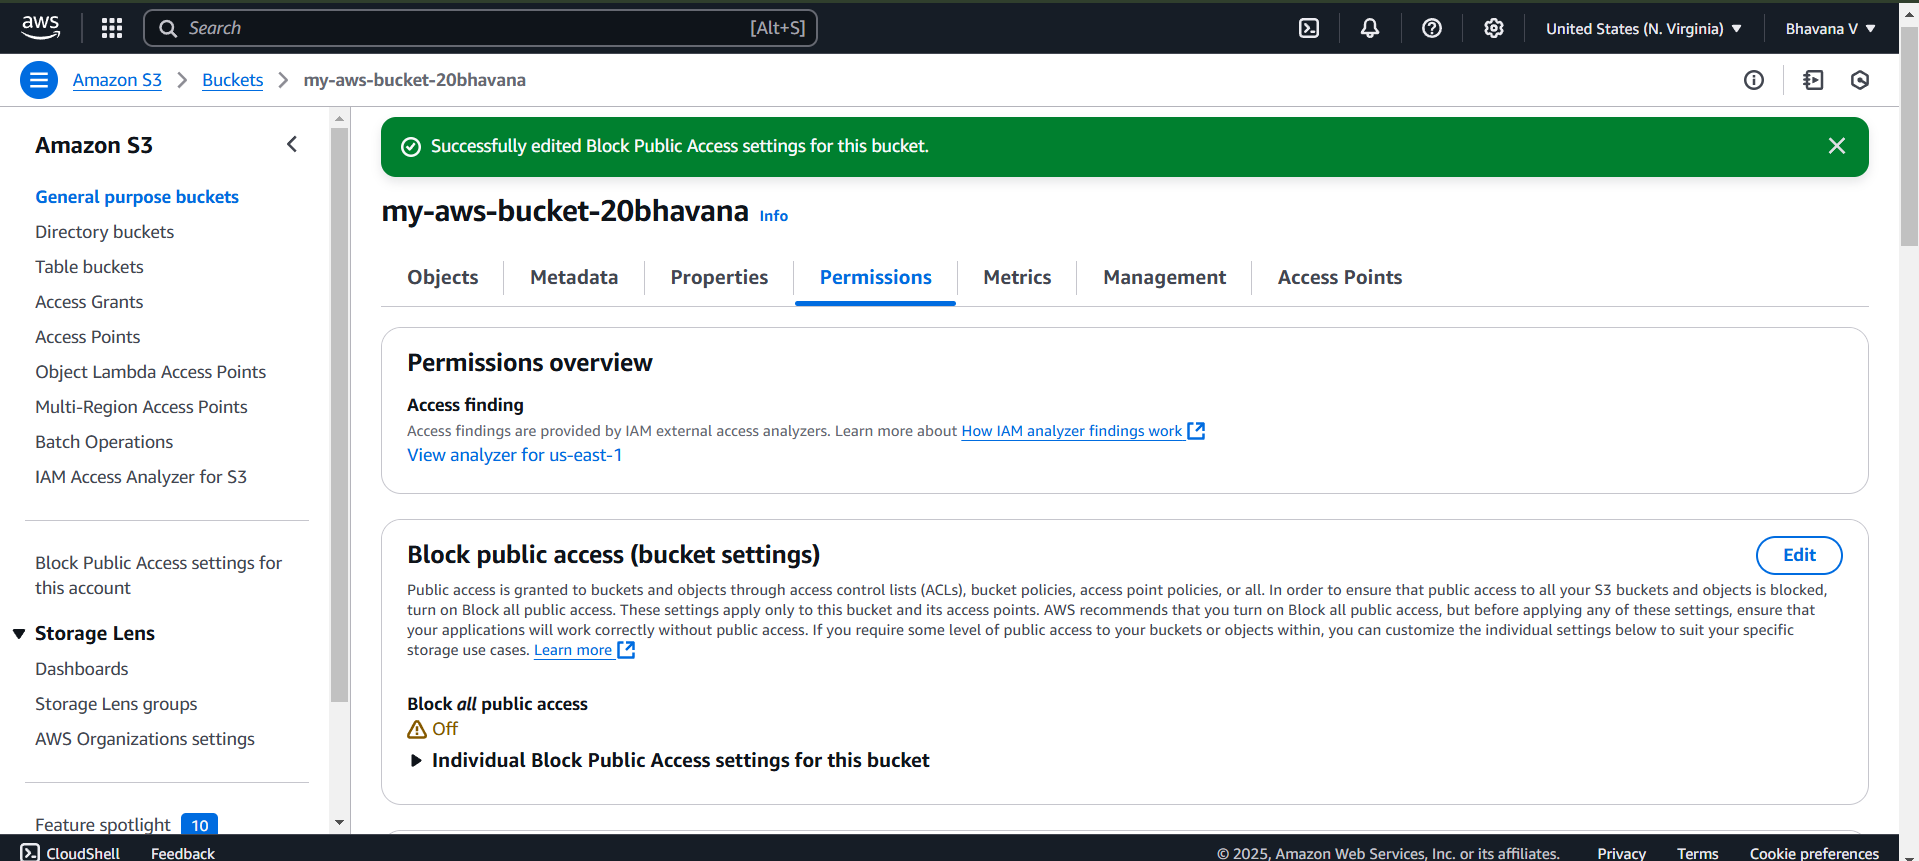 aws
Search
[Alt+S]
United States (N. Virginia)
Bhavana V
Amazon S3
Buckets
my-aws-bucket-20bhavana
Amazon S3
General purpose buckets
Directory buckets
Table buckets
Access Grants
Access Points
Object Lambda Access Points
Multi-Region Access Points
Batch Operations
IAM Access Analyzer for S3
Block Public Access settings for
this account
Storage Lens
Dashboards
Storage Lens groups
AWS Organizations settings
Feature spotlight 10
Successfully edited Block Public Access settings for this bucket.
my-aws-bucket-20bhavana Info
Objects
Metadata
Properties
Permissions
Metrics
Management
Access Points
Permissions overview
Access finding
Access findings are provided by IAM external access analyzers. Learn more about How IAM analyzer findings work
View analyzer for us-east-1
Block public access (bucket settings)
Edit
Public access is granted to buckets and objects through access control lists (ACLs), bucket policies, access point policies, or all. In order to ensure that public access to all your S3 buckets and objects is blocked,
turn on Block all public access. These settings apply only to this bucket and its access points. AWS recommends that you turn on Block all public access, but before applying any of these settings, ensure that
your applications will work correctly without public access. If you require some level of public access to your buckets or objects within, you can customize the individual settings below to suit your specific
storage use cases. Learn more
Block all public access
Off
Individual Block Public Access settings for this bucket
CloudShell
Feedback
© 2025, Amazon Web Services, Inc. or its affiliates.
Privacy
Terms
Cookie preferences